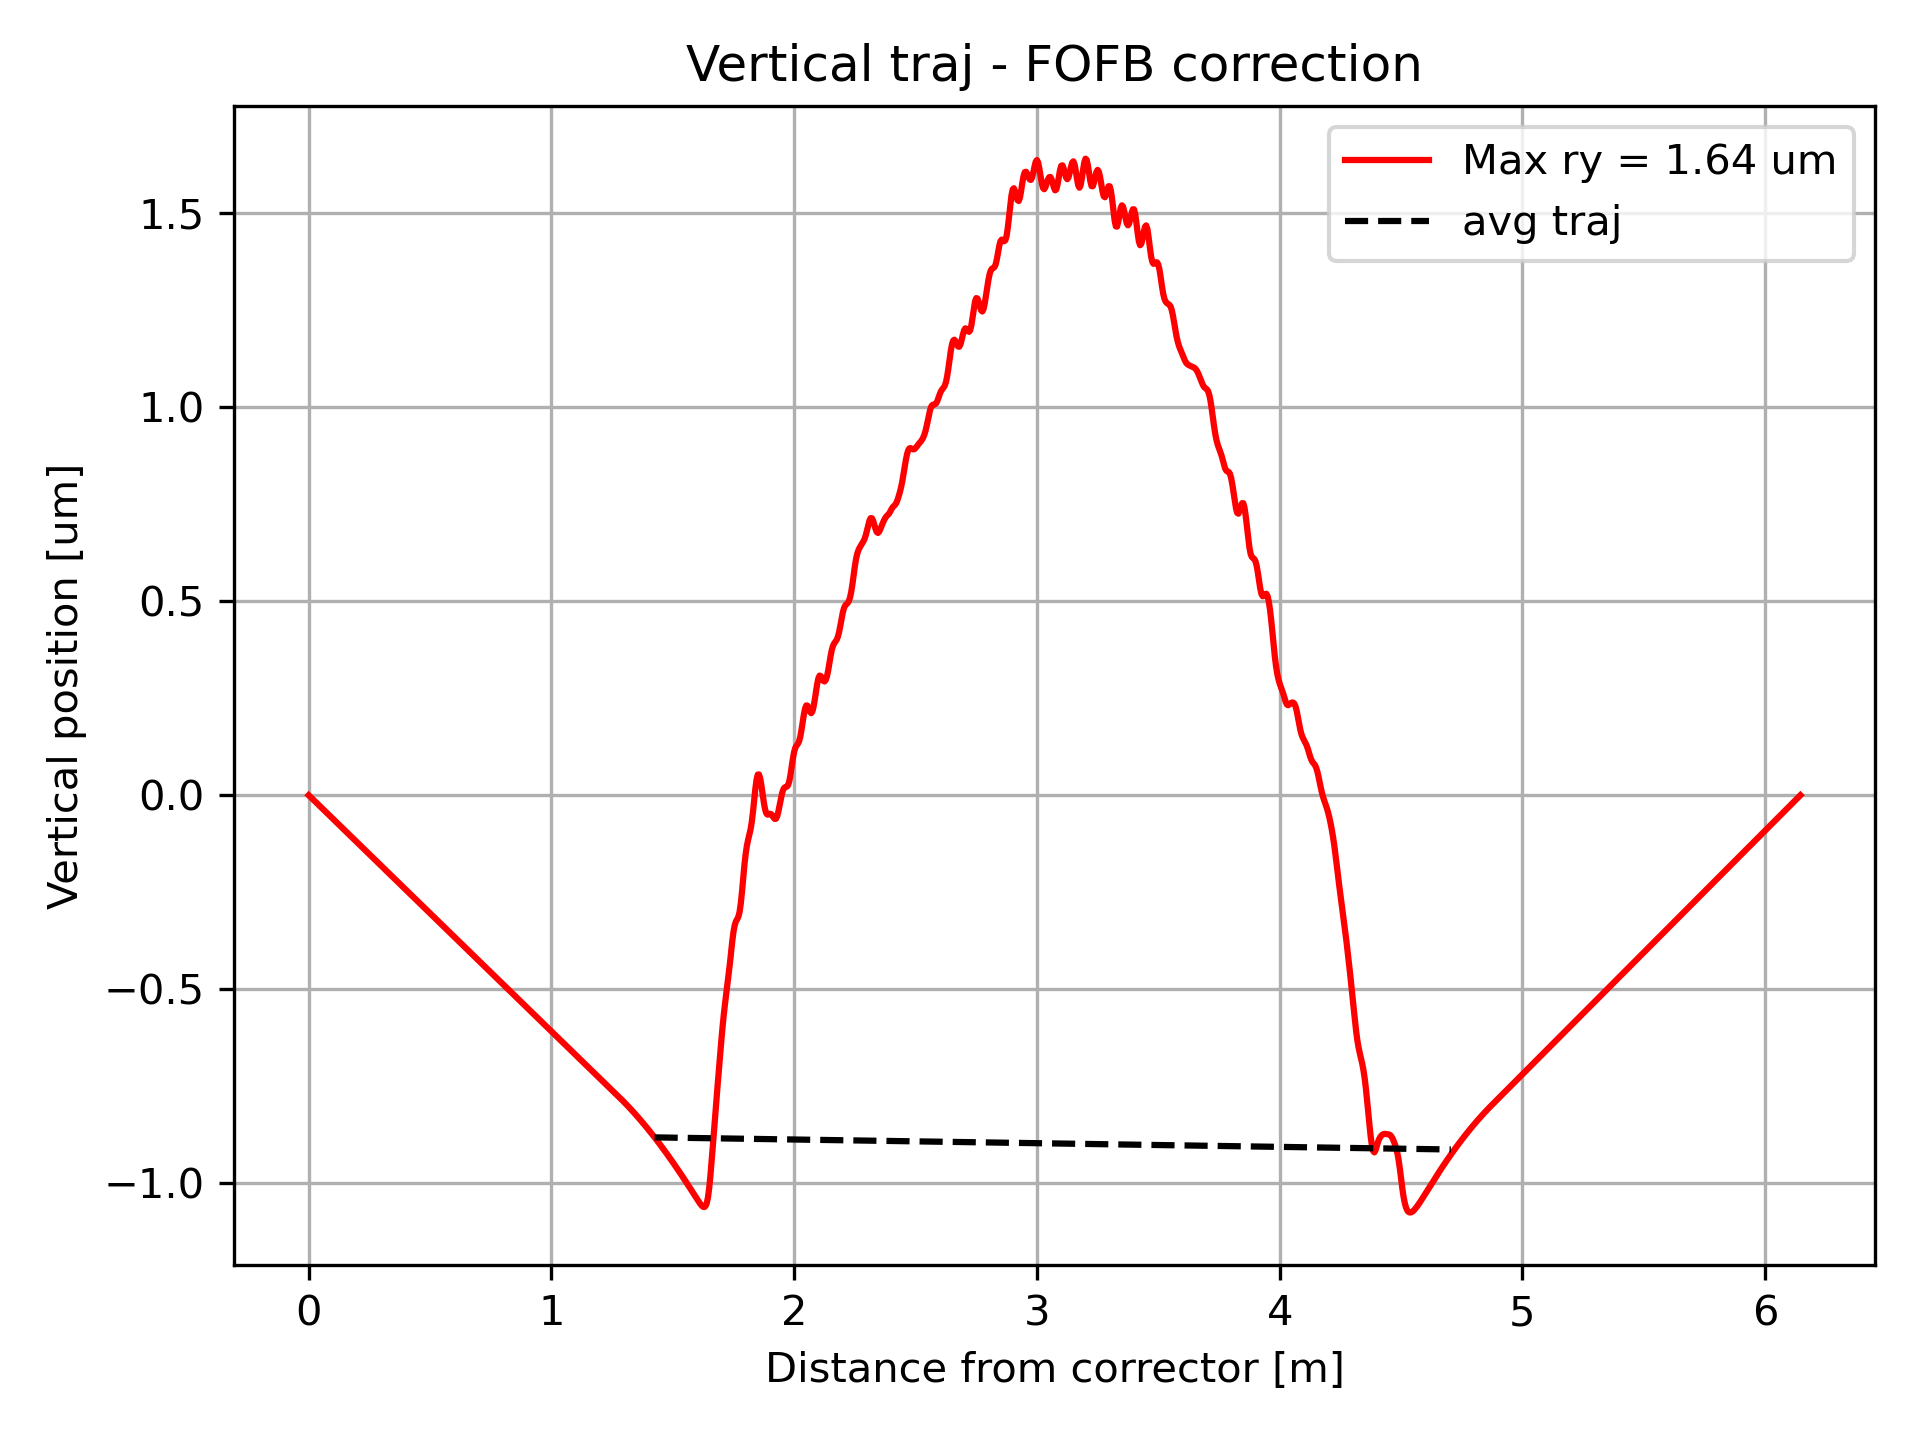 Vertical traj - FOFB correction
Max ry = 1.64 um
avg traj
Vertical position [um]
1.5
1.0
0.5
0.0
−0.5
−1.0
0 1 2 3 4 5 6
Distance from corrector [m]